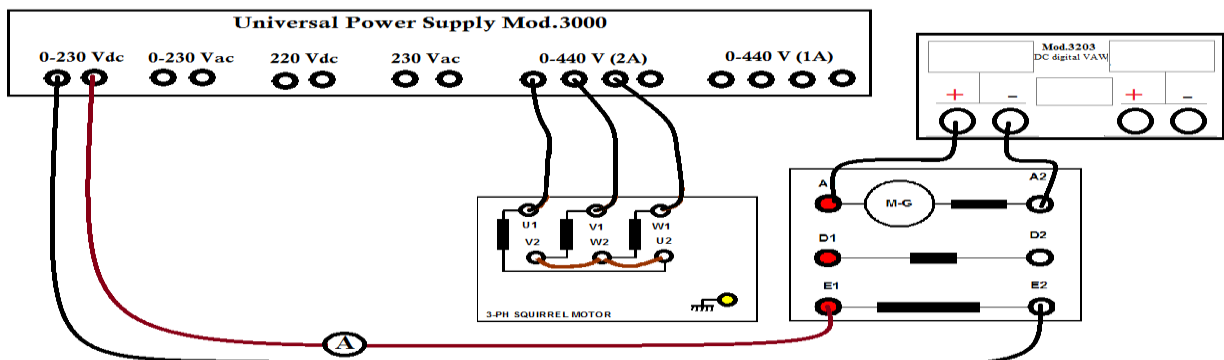 Universal Power Supply Mod.3000
0-230 Vdc 0-230 Vac 220 Vdc 230 Vac 0-440 V (2A) 0-440 V (1A)
Mod.3203
DC digital VAW
+ - + -
U1 V1 W1
V2 W2 U2
3-PH SQUIRREL MOTOR
A A2
M-G
D1 D2
E1 E2
A